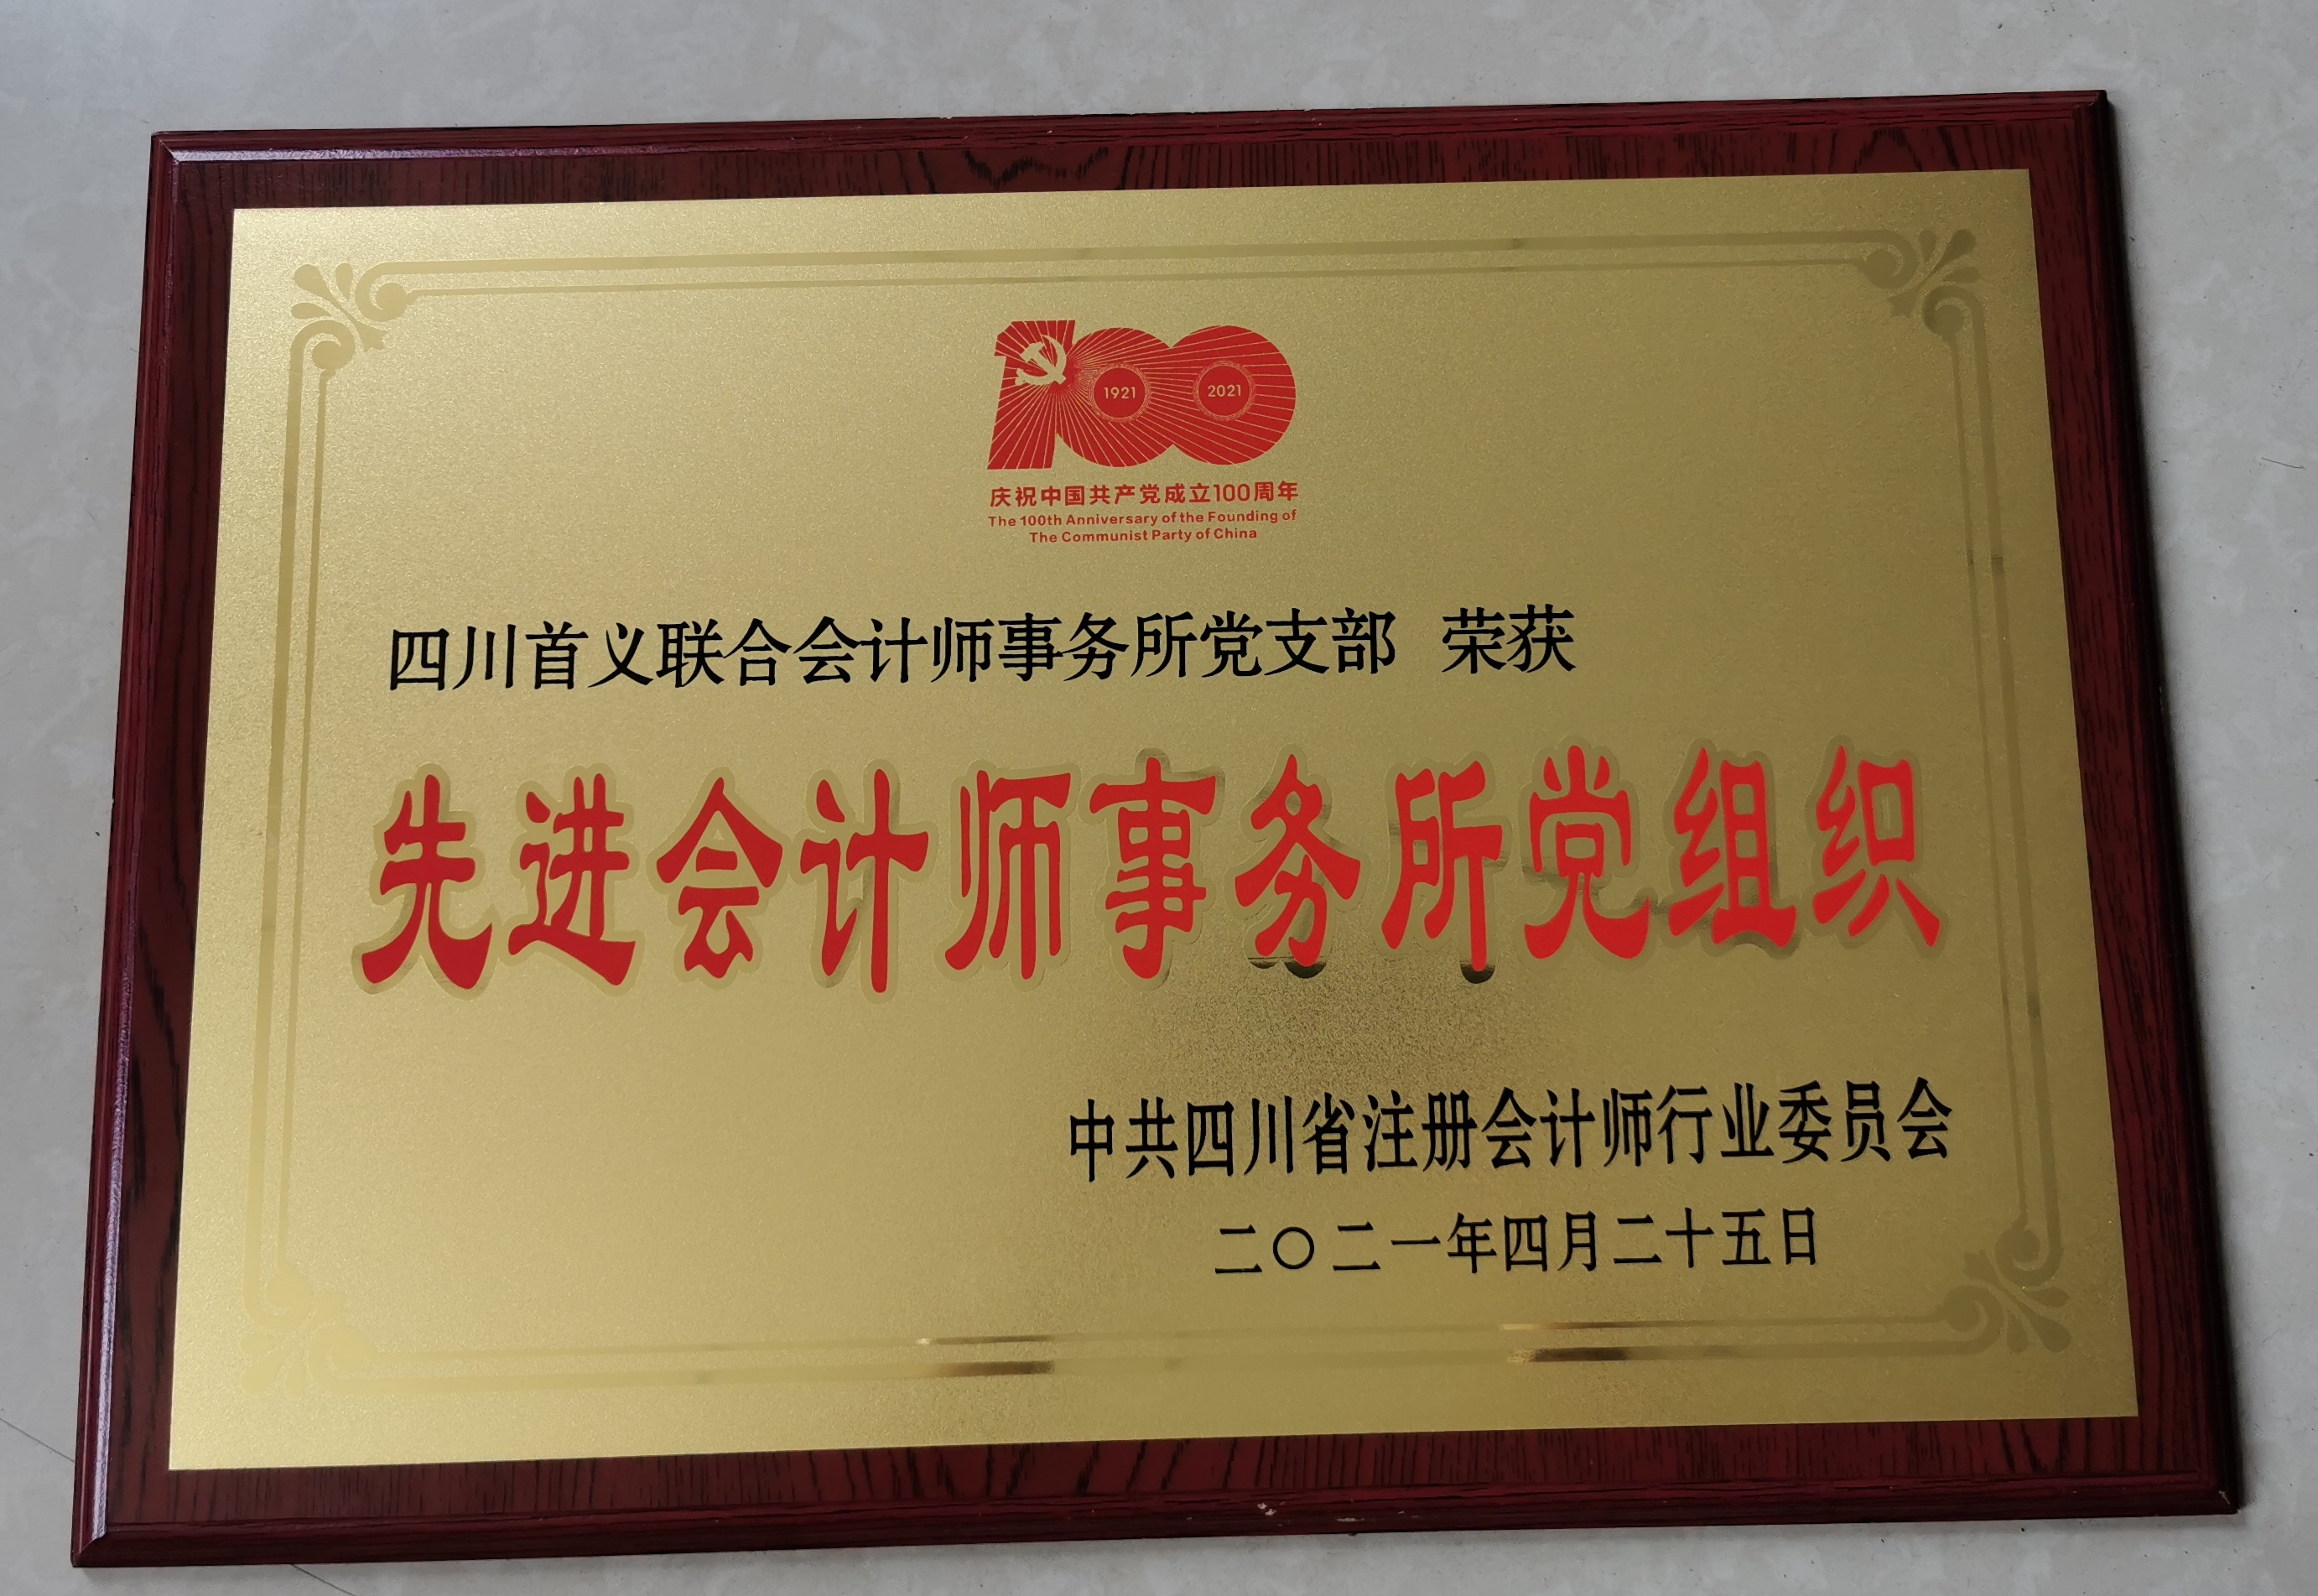 1921 2021
庆祝中国共产党成立100周年
The 100th Anniversary of the Founding of
The Communist Party of China
四川首义联合会计师事务所党支部 荣获
先进会计师事务所党组织
中共四川省注册会计师行业委员会
二〇二一年四月二十五日